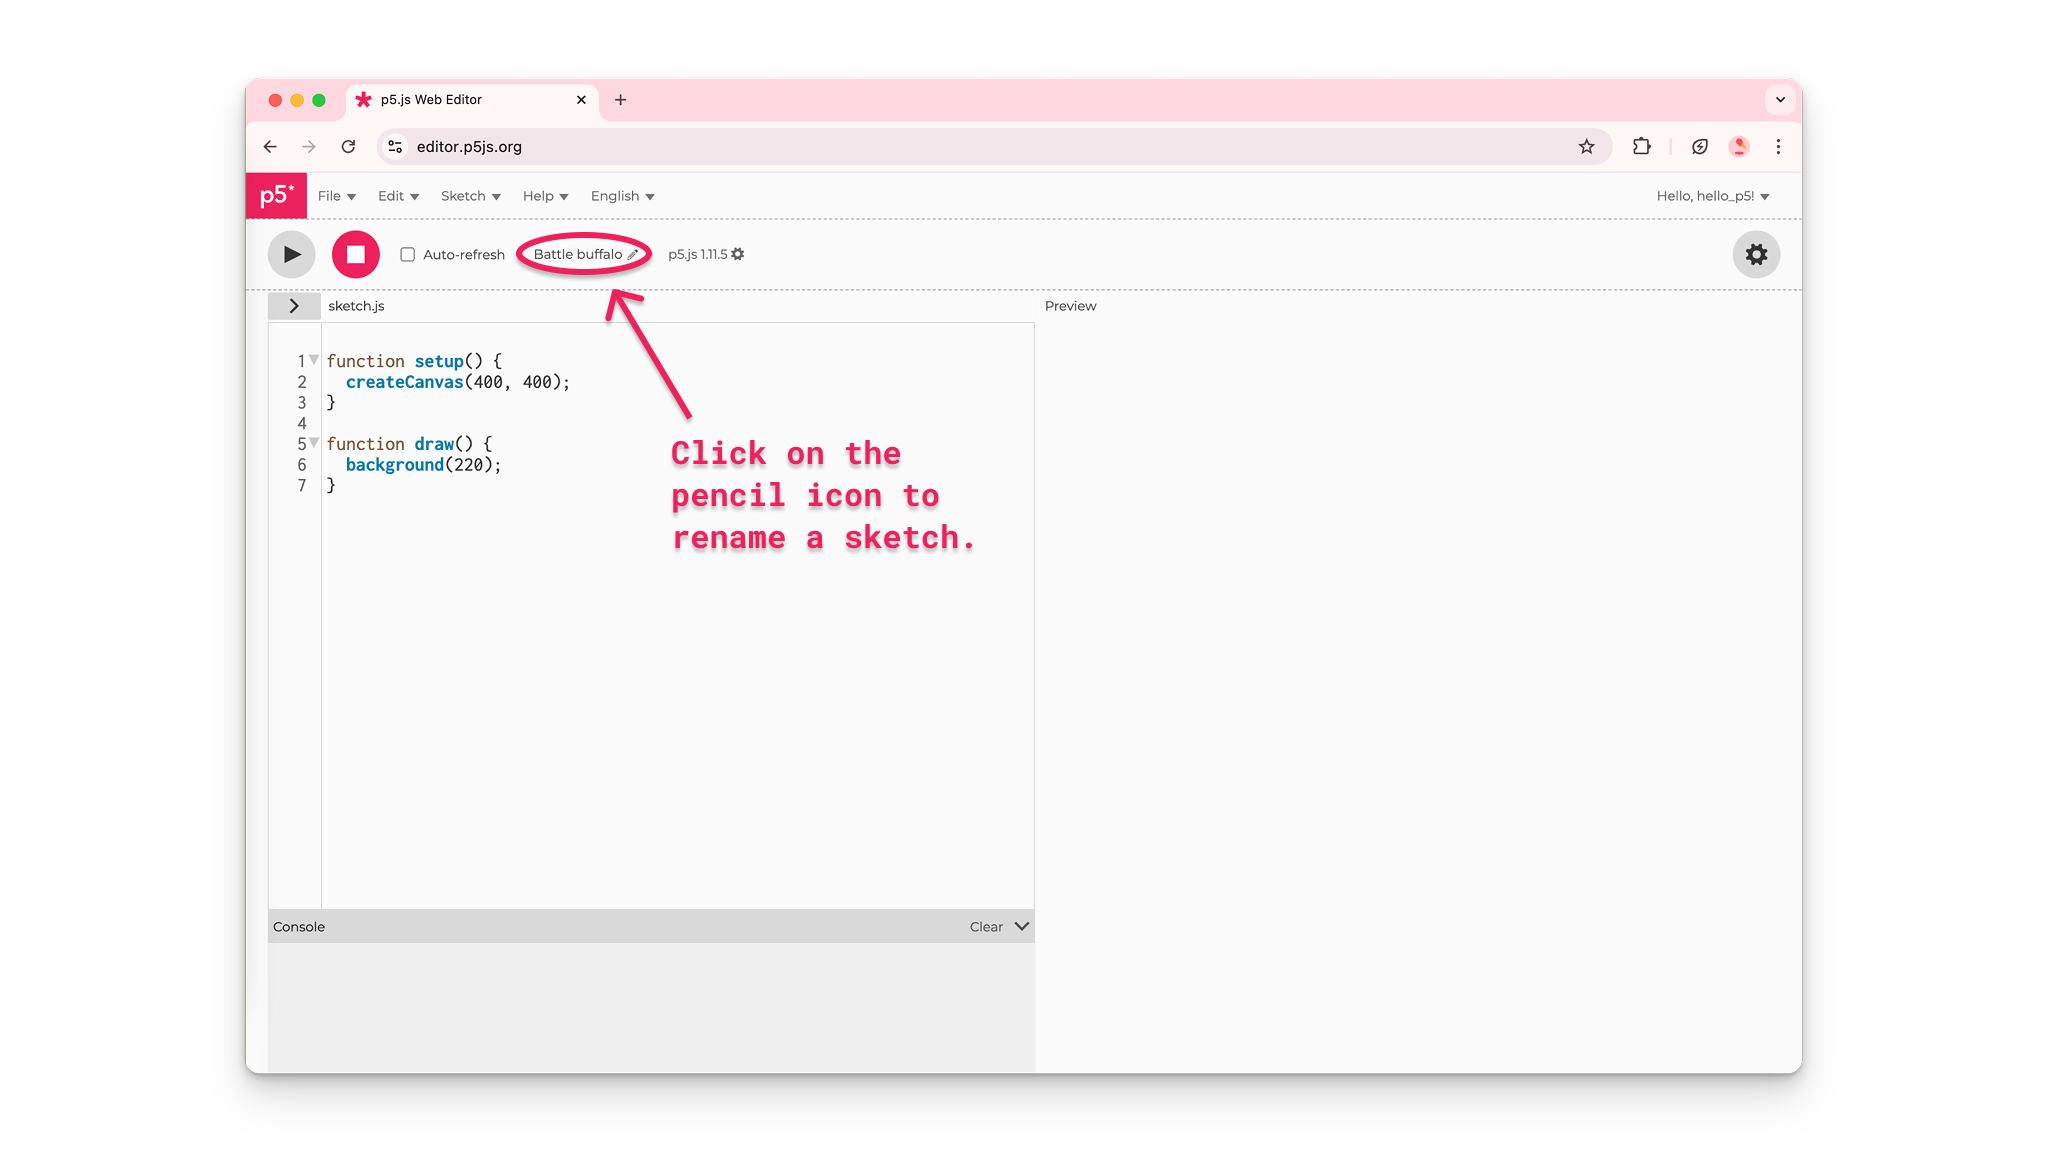 p5.js Web Editor
editor.p5js.org
p5* File Edit Sketch Help English Hello, hello_p5!
Auto-refresh Battle buffalo p5.js 1.11.5
sketch.js Preview
1 function setup() {
2   createCanvas(400, 400);
3 }
4
5 function draw() {
6   background(220);
7 }
Click on the
pencil icon to
rename a sketch.
Console Clear